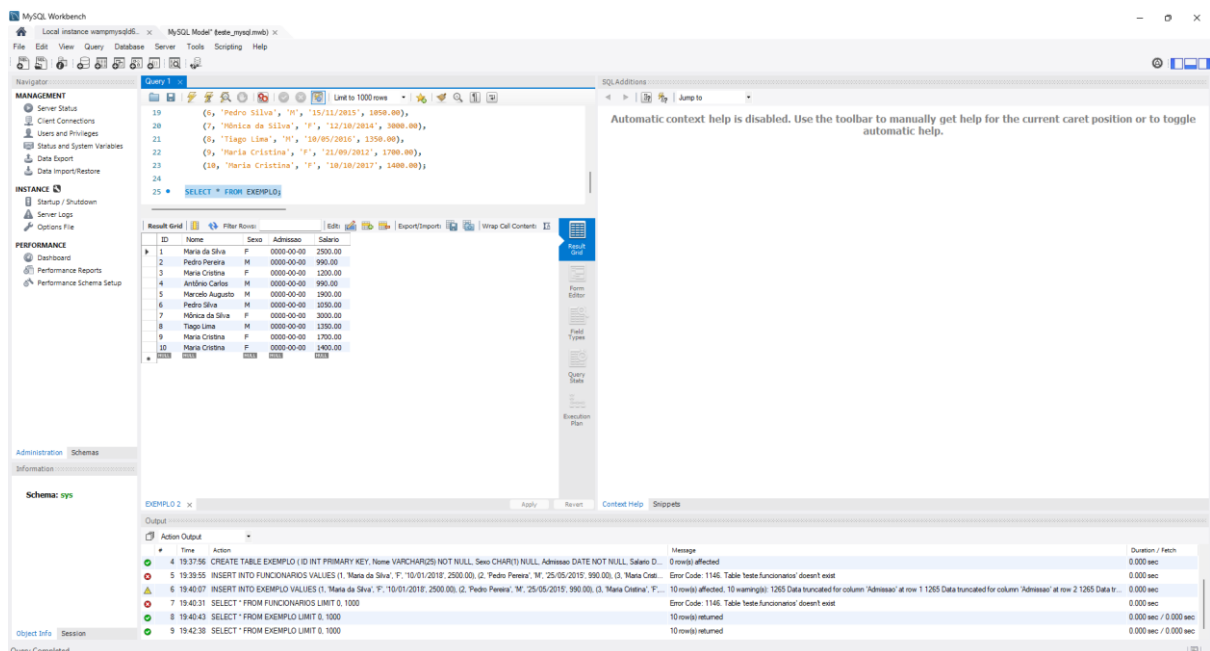 MySQL Workbench
Local instance wampmysqld6.. × MySQL Model* (teste_mysql.mwb) ×
File Edit View Query Database Server Tools Scripting Help
Navigator
MANAGEMENT
Server Status
Client Connections
Users and Privileges
Status and System Variables
Data Export
Data Import/Restore
INSTANCE
Startup / Shutdown
Server Logs
Options File
PERFORMANCE
Dashboard
Performance Reports
Performance Schema Setup
Administration Schemas
Information
Schema: sys
Object Info Session
Query Completed
Query 1 ×
Limit to 1000 rows
19 (6, 'Pedro Silva', 'M', '15/11/2015', 1050.00),
20 (7, 'Mônica da Silva', 'F', '12/10/2014', 3000.00),
21 (8, 'Tiago Lima', 'M', '10/05/2016', 1350.00),
22 (9, 'Maria Cristina', 'F', '21/09/2012', 1700.00),
23 (10, 'Maria Cristina', 'F', '10/10/2017', 1400.00);
24
25 SELECT * FROM EXEMPLO;
Result Grid Filter Rows: Edit: Export/Import: Wrap Cell Content:
ID Nome Sexo Admissao Salario
1 Maria da Silva F 0000-00-00 2500.00
2 Pedro Pereira M 0000-00-00 990.00
3 Maria Cristina F 0000-00-00 1200.00
4 Antônio Carlos M 0000-00-00 990.00
5 Marcelo Augusto M 0000-00-00 1900.00
6 Pedro Silva M 0000-00-00 1050.00
7 Mônica da Silva F 0000-00-00 3000.00
8 Tiago Lima M 0000-00-00 1350.00
9 Maria Cristina F 0000-00-00 1700.00
10 Maria Cristina F 0000-00-00 1400.00
NULL NULL NULL NULL NULL
Result Grid
Form Editor
Field Types
Query Stats
Execution Plan
EXEMPLO 2 × Apply Revert
SQLAdditions
Jump to
Automatic context help is disabled. Use the toolbar to manually get help for the current caret position or to toggle
automatic help.
Context Help Snippets
Output
Action Output
# Time Action Message Duration / Fetch
4 19:37:56 CREATE TABLE EXEMPLO ( ID INT PRIMARY KEY, Nome VARCHAR(25) NOT NULL, Sexo CHAR(1) NULL, Admissao DATE NOT NULL, Salario D... 0 row(s) affected 0.000 sec
5 19:39:55 INSERT INTO FUNCIONARIOS VALUES (1, 'Maria da Silva', 'F', '10/01/2018', 2500.00), (2, 'Pedro Pereira', 'M', '25/05/2015', 990.00), (3, 'Maria Cristi... Error Code: 1146. Table 'teste.funcionarios' doesn't exist 0.000 sec
6 19:40:07 INSERT INTO EXEMPLO VALUES (1, 'Maria da Silva', 'F', '10/01/2018', 2500.00), (2, 'Pedro Pereira', 'M', '25/05/2015', 990.00), (3, 'Maria Cristina', 'F',... 10 row(s) affected, 10 warning(s): 1265 Data truncated for column 'Admissao' at row 1 1265 Data truncated for column 'Admissao' at row 2 1265 Data tr... 0.000 sec
7 19:40:31 SELECT * FROM FUNCIONARIOS LIMIT 0, 1000 Error Code: 1146. Table 'teste.funcionarios' doesn't exist 0.000 sec
8 19:40:43 SELECT * FROM EXEMPLO LIMIT 0, 1000 10 row(s) returned 0.000 sec / 0.000 sec
9 19:42:38 SELECT * FROM EXEMPLO LIMIT 0, 1000 10 row(s) returned 0.000 sec / 0.000 sec